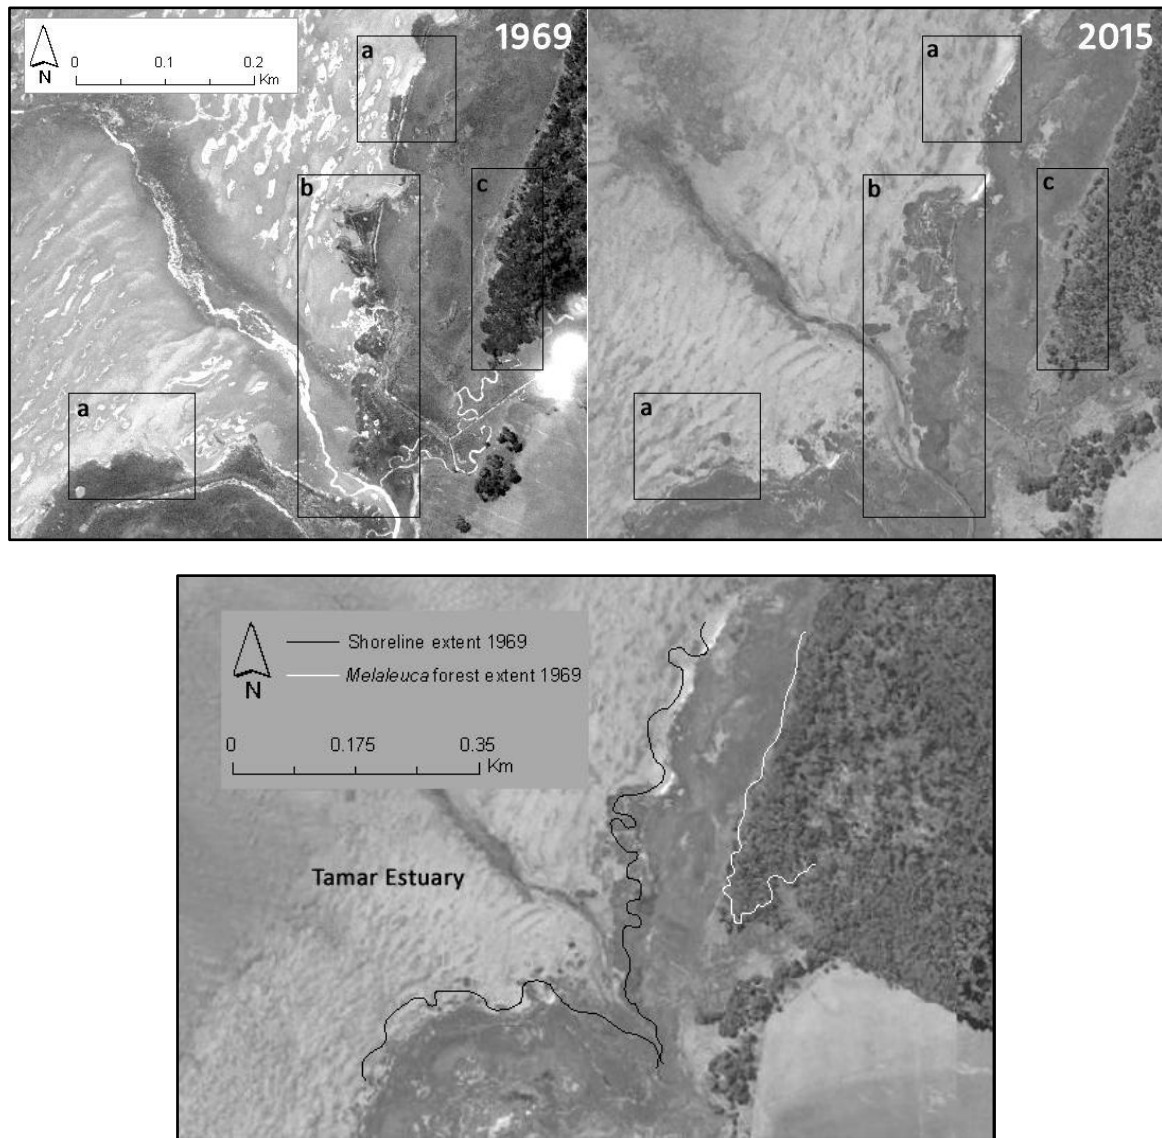 1969
2015
N
0 0.1 0.2
Km
a
b
c
a
a
b
c
a
Shoreline extent 1969
Melaleuca forest extent 1969
N
0 0.175 0.35
Km
Tamar Estuary